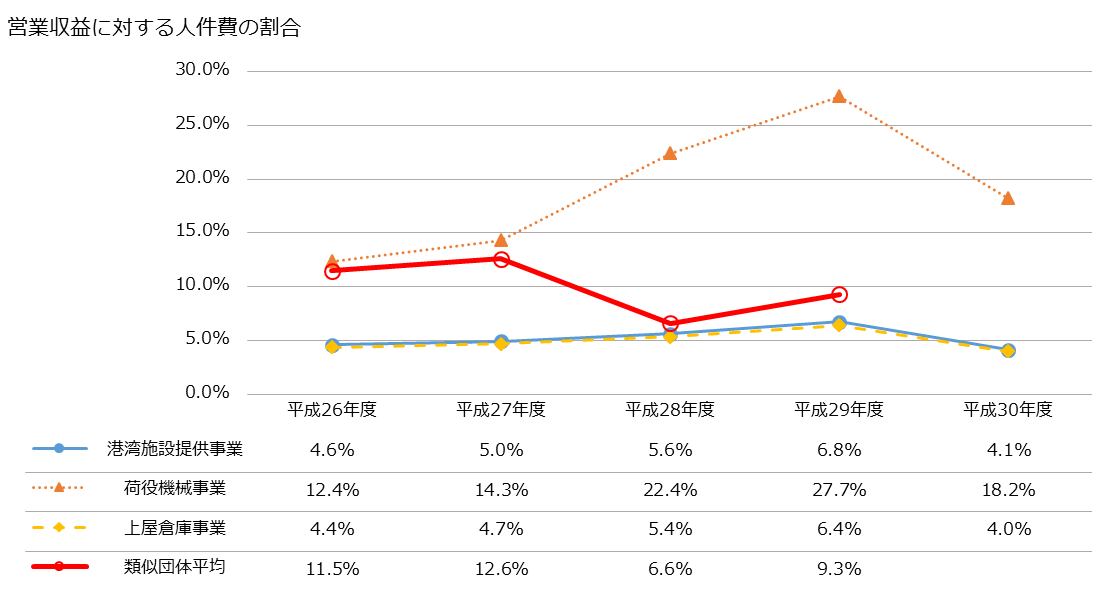 営業収益に対する人件費の割合
30.0%
25.0%
20.0%
15.0%
10.0%
5.0%
0.0%
平成26年度 平成27年度 平成28年度 平成29年度 平成30年度
港湾施設提供事業 4.6% 5.0% 5.6% 6.8% 4.1%
荷役機械事業 12.4% 14.3% 22.4% 27.7% 18.2%
上屋倉庫事業 4.4% 4.7% 5.4% 6.4% 4.0%
類似団体平均 11.5% 12.6% 6.6% 9.3%